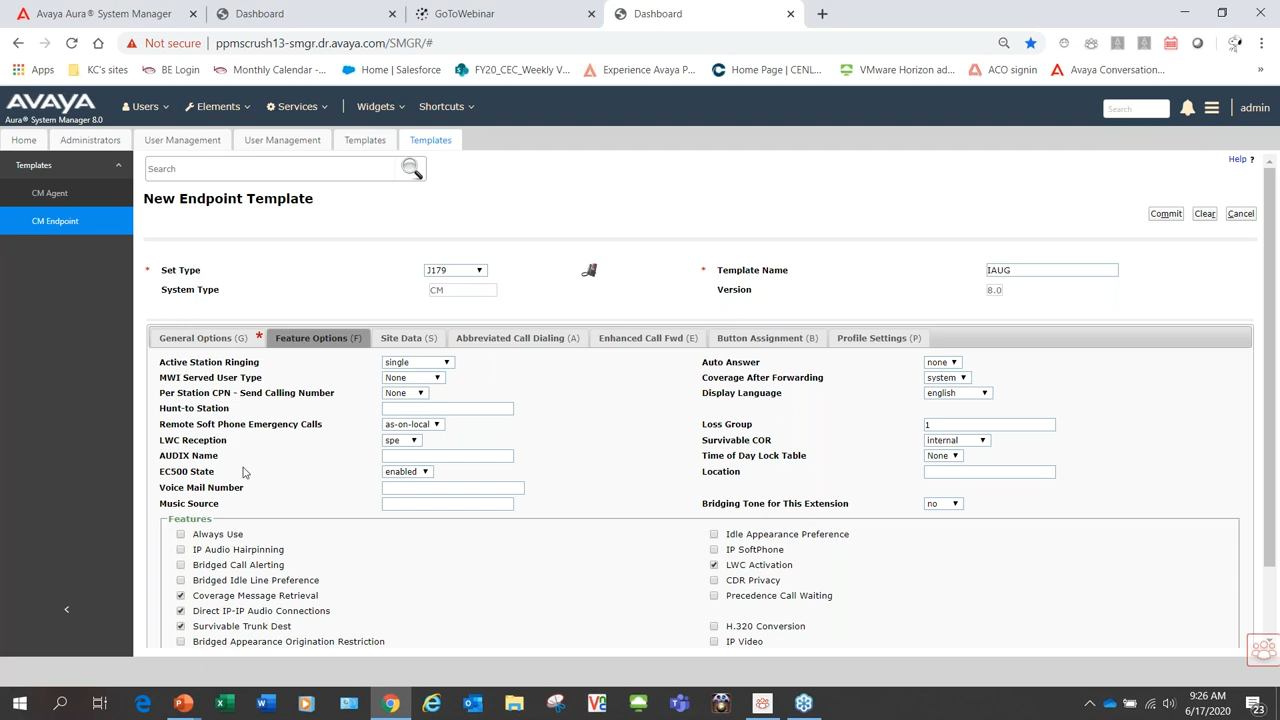 Avaya Aura® System Manager
Dashboard
GoToWebinar
Dashboard
Not secure ppmscrush13-smgr.dr.avaya.com/SMGR/#
Apps KC's sites BE Login Monthly Calendar -... Home | Salesforce FY20_CEC_Weekly V... Experience Avaya P... Home Page | CENL... VMware Horizon ad... ACO signin Avaya Conversation... »
AVAYA
Aura® System Manager 8.0
Users Elements Services | Widgets Shortcuts
Search
admin
Home Administrators User Management User Management Templates Templates
Templates
CM Agent
CM Endpoint
Search
Help ?
New Endpoint Template
Commit Clear Cancel
* Set Type J179 * Template Name IAUG
System Type CM Version 8.0
General Options (G) * Feature Options (F) Site Data (S) Abbreviated Call Dialing (A) Enhanced Call Fwd (E) Button Assignment (B) Profile Settings (P)
Active Station Ringing single Auto Answer none
MWI Served User Type None Coverage After Forwarding system
Per Station CPN - Send Calling Number None Display Language english
Hunt-to Station
Remote Soft Phone Emergency Calls as-on-local Loss Group 1
LWC Reception spe Survivable COR internal
AUDIX Name Time of Day Lock Table None
EC500 State enabled Location
Voice Mail Number
Music Source Bridging Tone for This Extension no
Features
Always Use Idle Appearance Preference
IP Audio Hairpinning IP SoftPhone
Bridged Call Alerting LWC Activation
Bridged Idle Line Preference CDR Privacy
Coverage Message Retrieval Precedence Call Waiting
Direct IP-IP Audio Connections
Survivable Trunk Dest H.320 Conversion
Bridged Appearance Origination Restriction IP Video
9:26 AM
6/17/2020
23